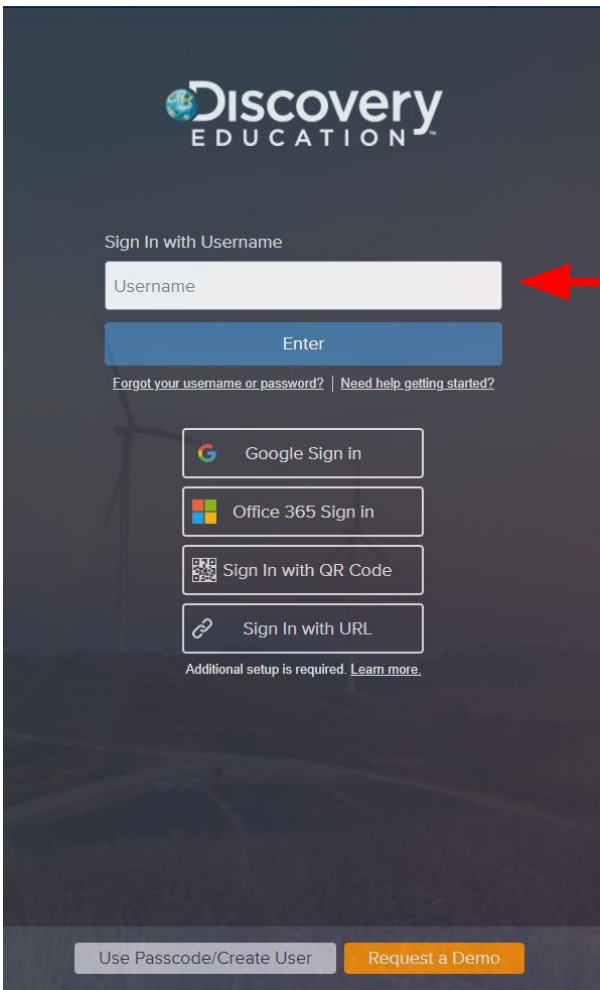 Discovery
EDUCATION™
Sign In with Username
Username
Enter
Forgot your username or password? | Need help getting started?
Google Sign in
Office 365 Sign in
Sign In with QR Code
Sign In with URL
Additional setup is required. Learn more.
Use Passcode/Create User Request a Demo